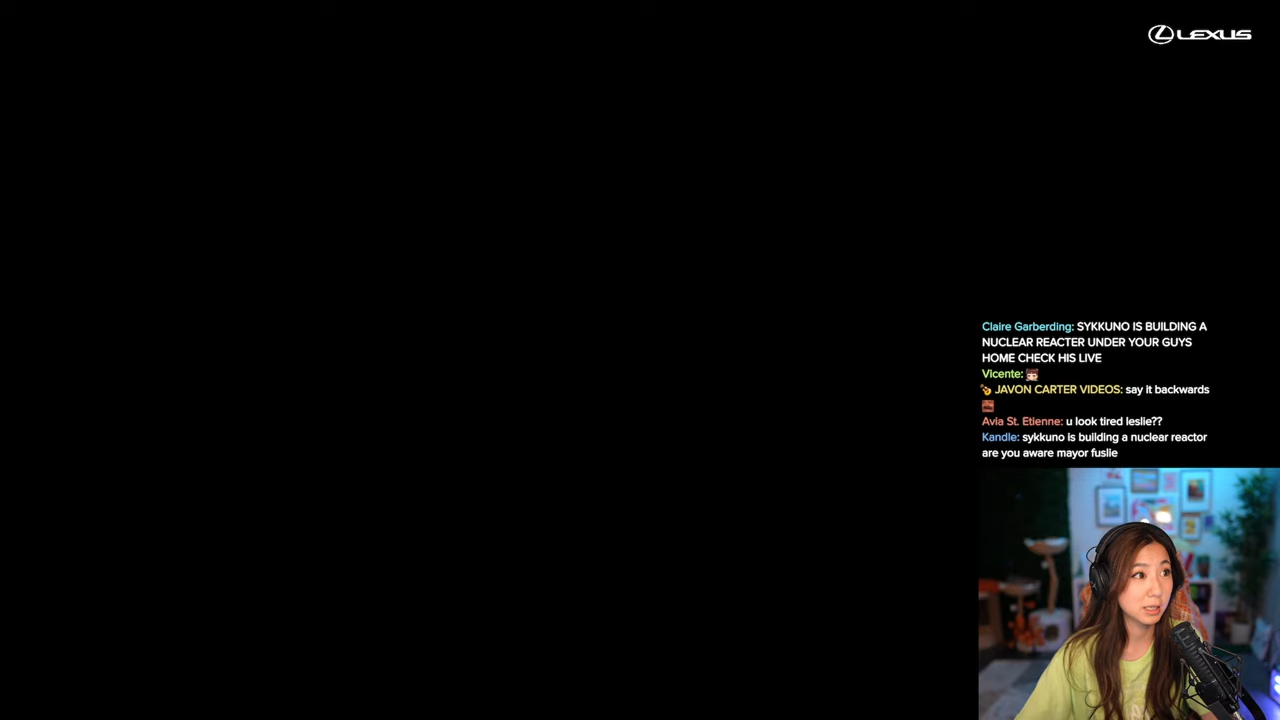 LEXUS
Claire Garberding: SYKKUNO IS BUILDING A
NUCLEAR REACTER UNDER YOUR GUYS
HOME CHECK HIS LIVE
Vicente:
JAVON CARTER VIDEOS: say it backwards
Avia St. Etienne: u look tired leslie??
Kandle: sykkuno is building a nuclear reactor
are you aware mayor fuslie